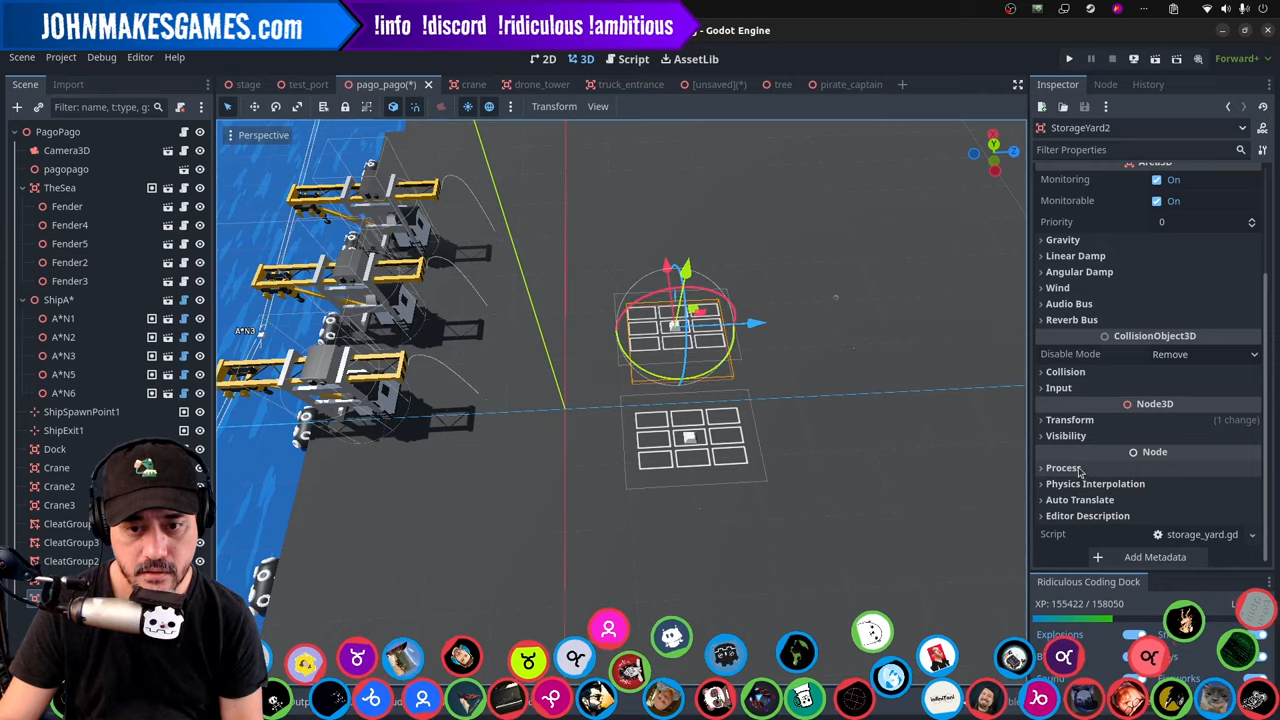 JOHNMAKESGAMES.com
!info !discord !ridiculous !ambitious
- Godot Engine
Scene Project Debug Editor Help
2D 3D Script AssetLib
Forward+
Scene Import
stage test_port pago_pago(*) crane drone_tower truck_entrance [unsaved](*) tree pirate_captain
Inspector Node History
Filter: name, t:type, g:
Transform View
StorageYard2
Filter Properties
Perspective
PagoPago
Camera3D
pagopago
TheSea
Fender
Fender4
Fender5
Fender2
Fender3
ShipA*
A*N1
A*N2
A*N3
A*N5
A*N6
ShipSpawnPoint1
ShipExit1
Dock
Crane
Crane2
Crane3
CleatGroup
CleatGroup3
CleatGroup2
A*N3
Area3D
Monitoring On
Monitorable On
Priority 0
Gravity
Linear Damp
Angular Damp
Wind
Audio Bus
Reverb Bus
CollisionObject3D
Disable Mode Remove
Collision
Input
Node3D
Transform (1 change)
Visibility
Node
Process
Physics Interpolation
Auto Translate
Editor Description
Script storage_yard.gd
Add Metadata
Ridiculous Coding Dock
XP: 155422 / 158050
Explosions